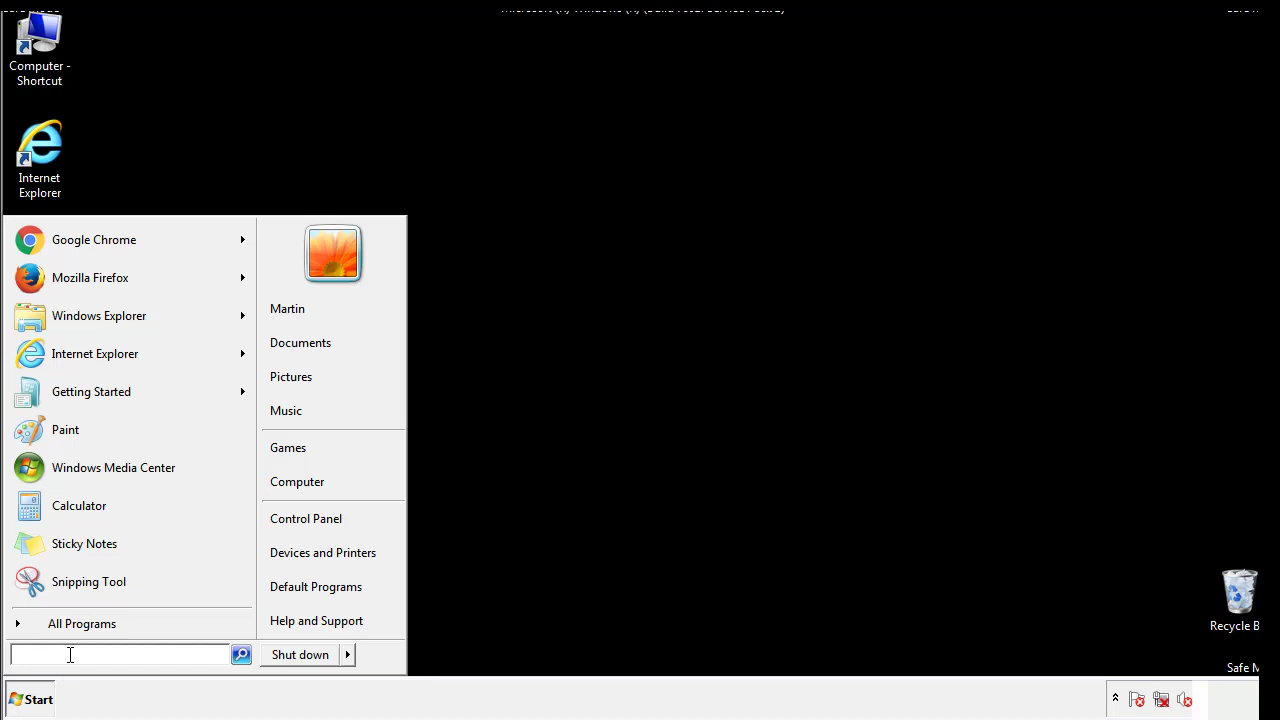 Computer -
Shortcut
Internet
Explorer
Google Chrome
Mozilla Firefox
Windows Explorer
Internet Explorer
Getting Started
Paint
Windows Media Center
Calculator
Sticky Notes
Snipping Tool
All Programs
Martin
Documents
Pictures
Music
Games
Computer
Control Panel
Devices and Printers
Default Programs
Help and Support
Shut down
Recycle B
Safe M
Start